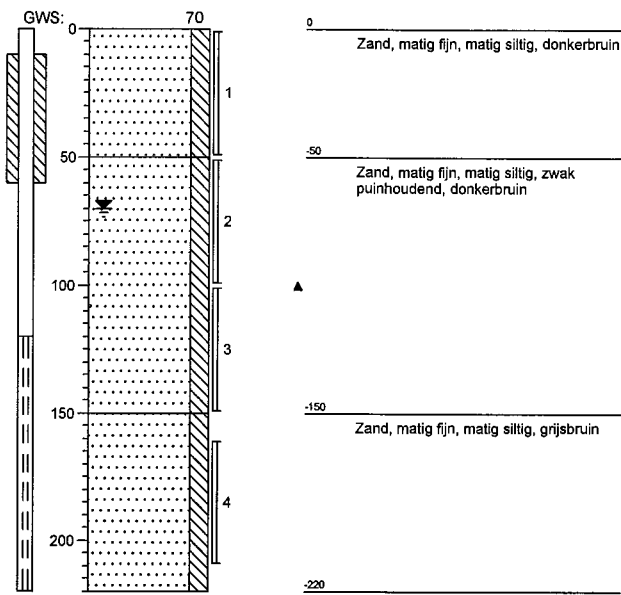 GWS: 70
0
50
100
150
200
1
2
3
4
0
Zand, matig fijn, matig siltig, donkerbruin
-50
Zand, matig fijn, matig siltig, zwak
puinhoudend, donkerbruin
-150
Zand, matig fijn, matig siltig, grijsbruin
-220